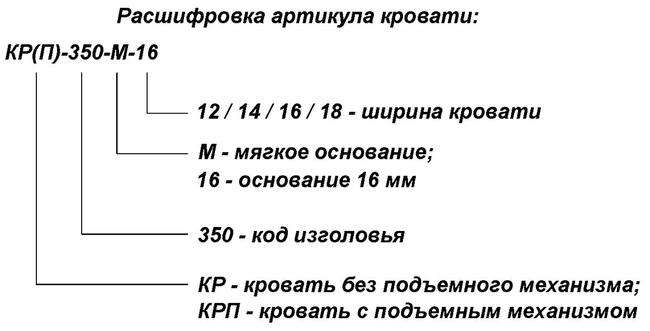 Расшифровка артикула кровати:
КР(П)-350-М-16
12 / 14 / 16 / 18 - ширина кровати
М - мягкое основание;
16 - основание 16 мм
350 - код изголовья
КР - кровать без подъемного механизма;
КРП - кровать с подъемным механизмом